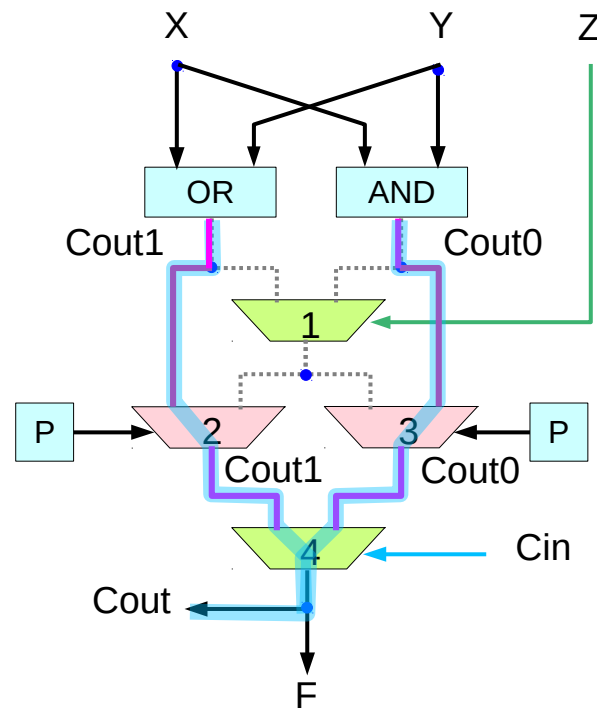 X Y Z
OR AND
Cout1 Cout0
1
P 2 3 P
Cout1 Cout0
4 Cin
Cout
F